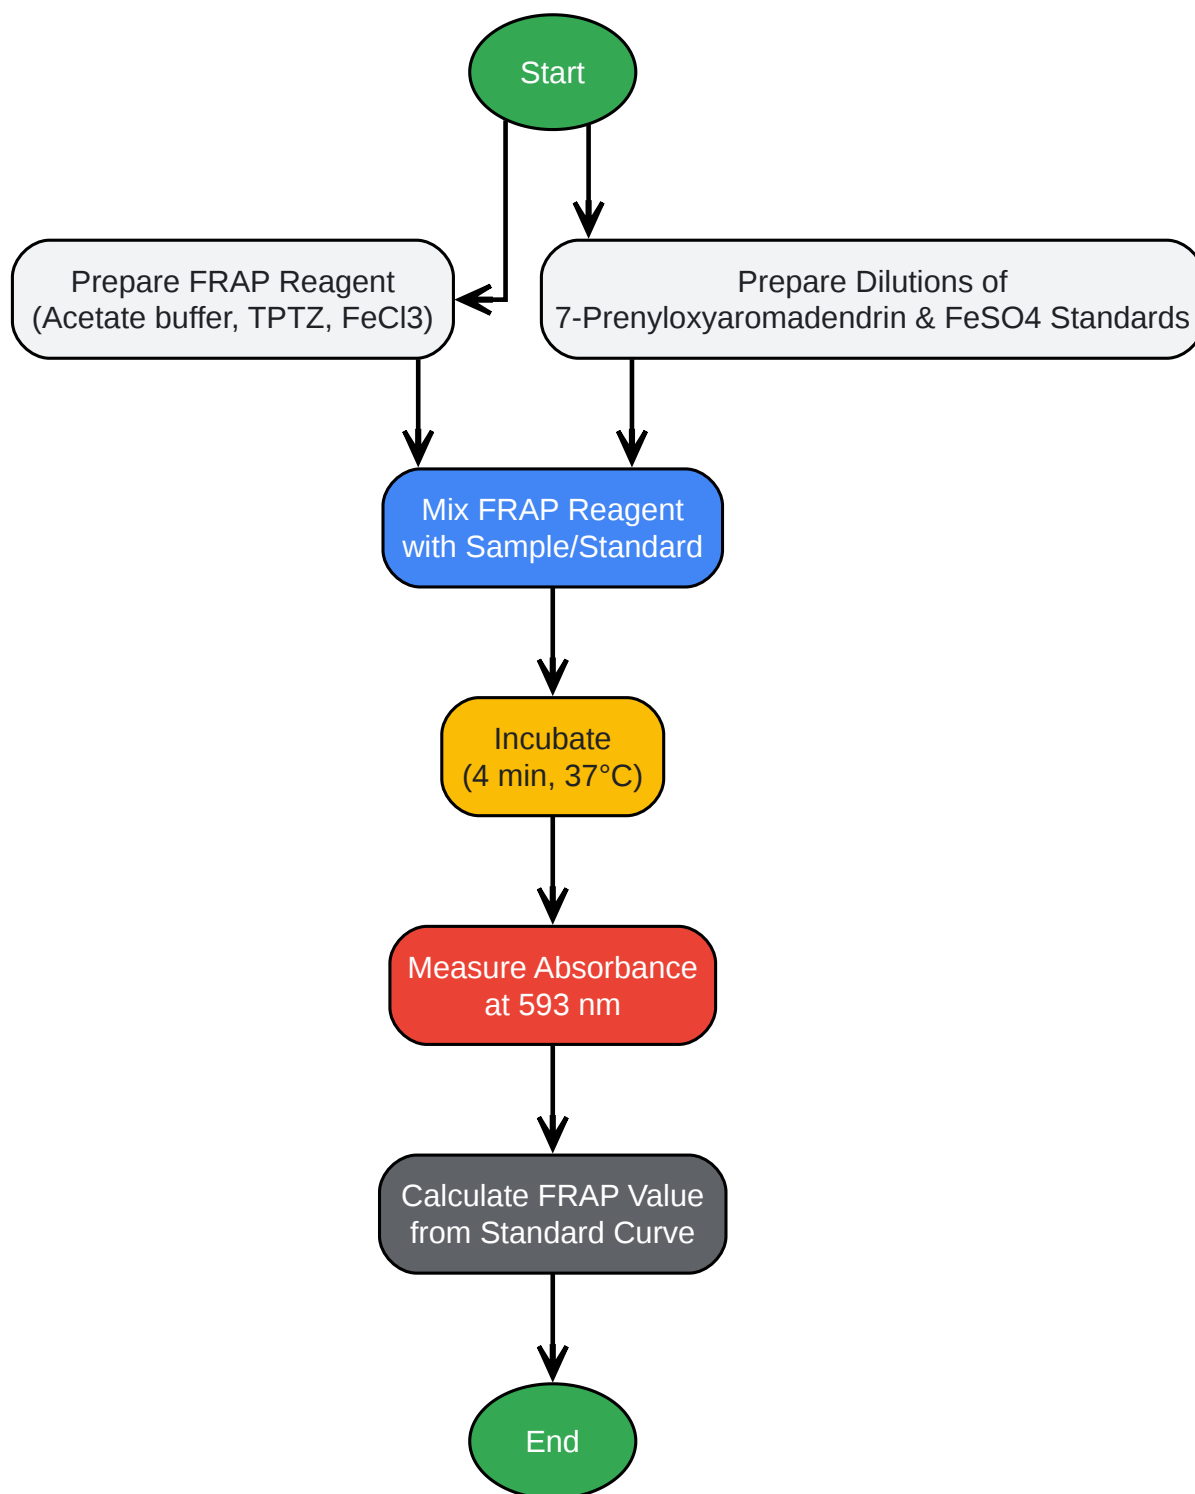 Start
Prepare FRAP Reagent
(Acetate buffer, TPTZ, FeCl3)
Prepare Dilutions of
7-Prenyloxyaromadendrin & FeSO4 Standards
Mix FRAP Reagent
with Sample/Standard
Incubate
(4 min, 37°C)
Measure Absorbance
at 593 nm
Calculate FRAP Value
from Standard Curve
End